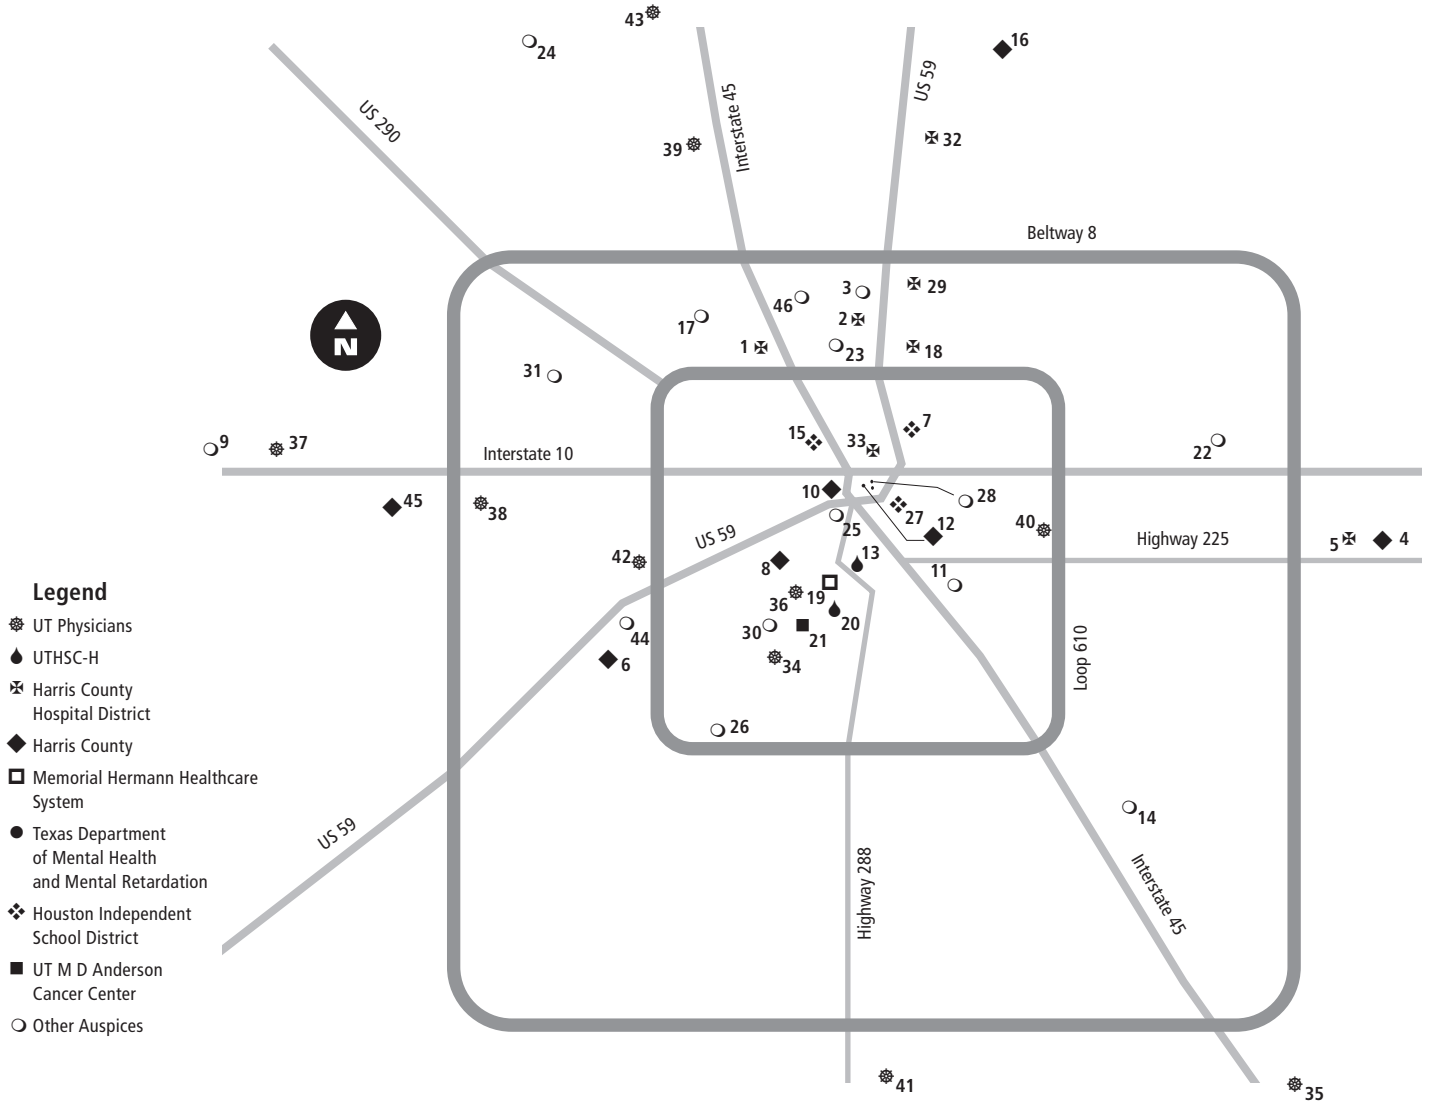 43
24
16
US 290
Interstate 45
US 59
39
32
Beltway 8
3
29
46
2
17
1
23
18
N
31
7
15
33
9
37
Interstate 10
22
45
38
10
28
27
12
40
25
US 59
Highway 225
5
4
13
42
8
11
36
19
20
30
21
44
34
6
Loop 610
26
14
US 59
Highway 288
Interstate 45
41
35
Legend
UT Physicians
UTHSC-H
Harris County
Hospital District
Harris County
Memorial Hermann Healthcare
System
Texas Department
of Mental Health
and Mental Retardation
Houston Independent
School District
UT M D Anderson
Cancer Center
Other Auspices